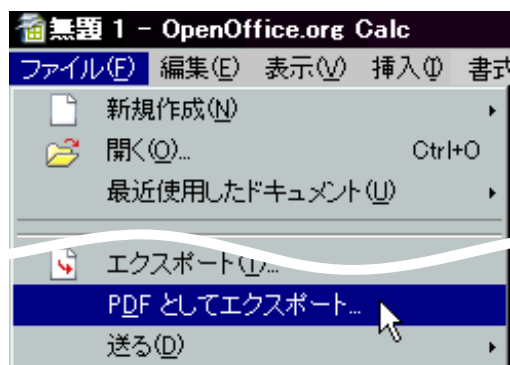 無題 1 - OpenOffice.org Calc
ファイル(F) 編集(E) 表示(V) 挿入(I) 書式
新規作成(N)
開く(O)... Ctrl+O
最近使用したドキュメント(U)
エクスポート(T)...
PDF としてエクスポート...
送る(D)